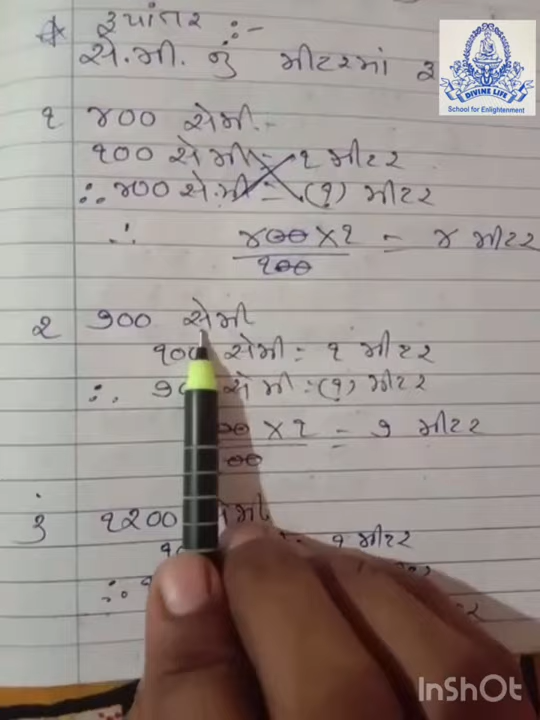 * રૂપાંતર :-
સે.મી. નું મીટરમાં
૧ ૪૦૦ સેમી.
૧૦૦ સેમી = ૧ મીટર
∴ ૪૦૦ સેમી = (?) મીટર
∴ ૪૦૦ × ૧ = ૪ મીટર
૧૦૦
૨ ૭૦૦ સેમી
૧૦૦ સેમી = ૧ મીટર
∴ સેમી = (?) મીટર
× ૧ = ૭ મીટર
૩ ૧૨૦૦ સેમી
= ૧ મીટર
∴
DIVINE LIFE
School for Enlightenment
InShOt